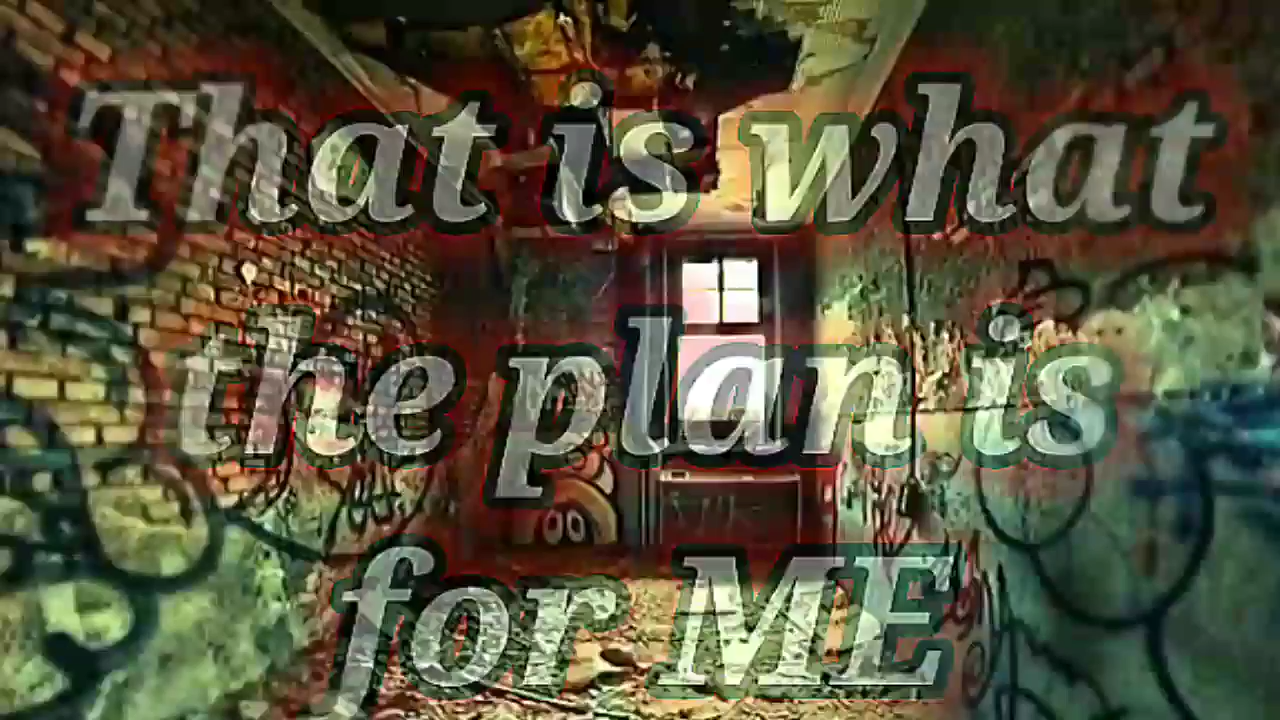 That is what
the plan is
for ME